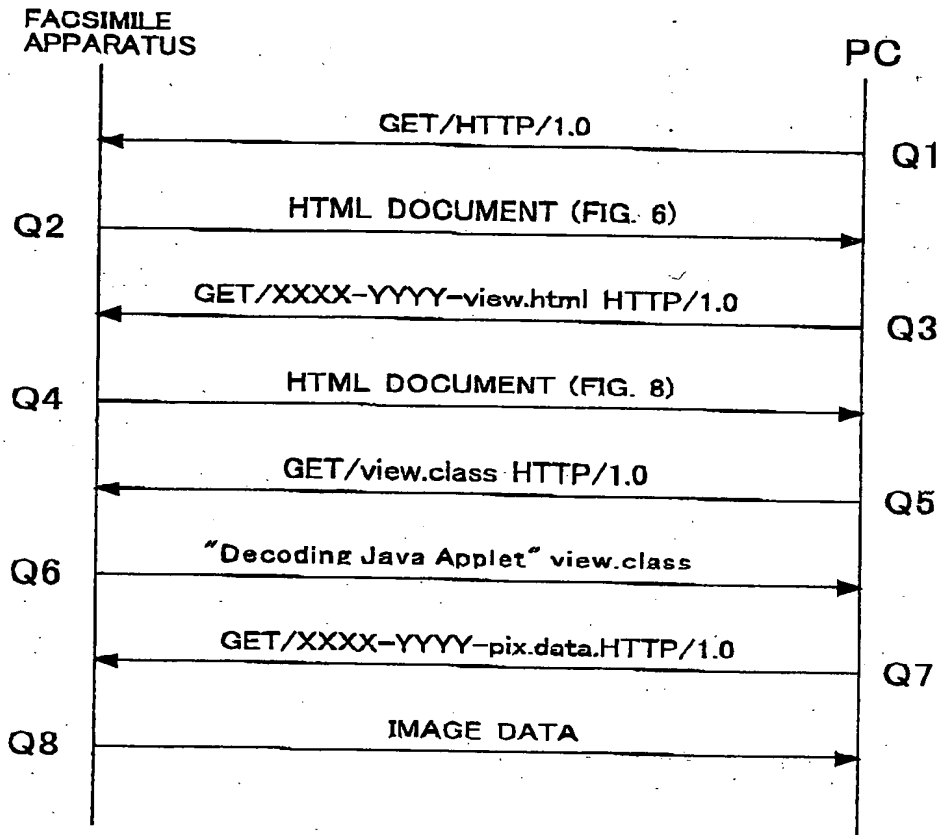 FACSIMILE
APPARATUS
PC
GET/HTTP/1.0
Q1
Q2
HTML DOCUMENT (FIG. 6)
GET/XXXX-YYYY-view.html HTTP/1.0
Q3
Q4
HTML DOCUMENT (FIG. 8)
GET/view.class HTTP/1.0
Q5
Q6
"Decoding Java Applet" view.class
GET/XXXX-YYYY-pix.data.HTTP/1.0
Q7
Q8
IMAGE DATA